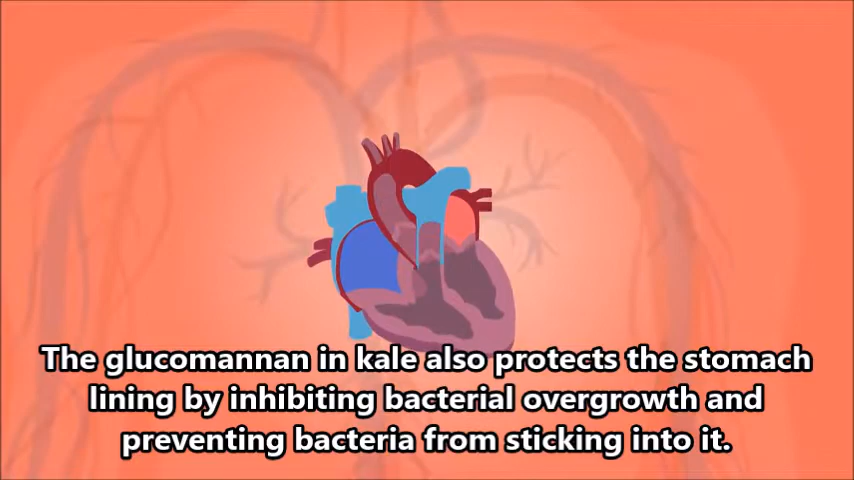 The glucomannan in kale also protects the stomach
lining by inhibiting bacterial overgrowth and
preventing bacteria from sticking into it.